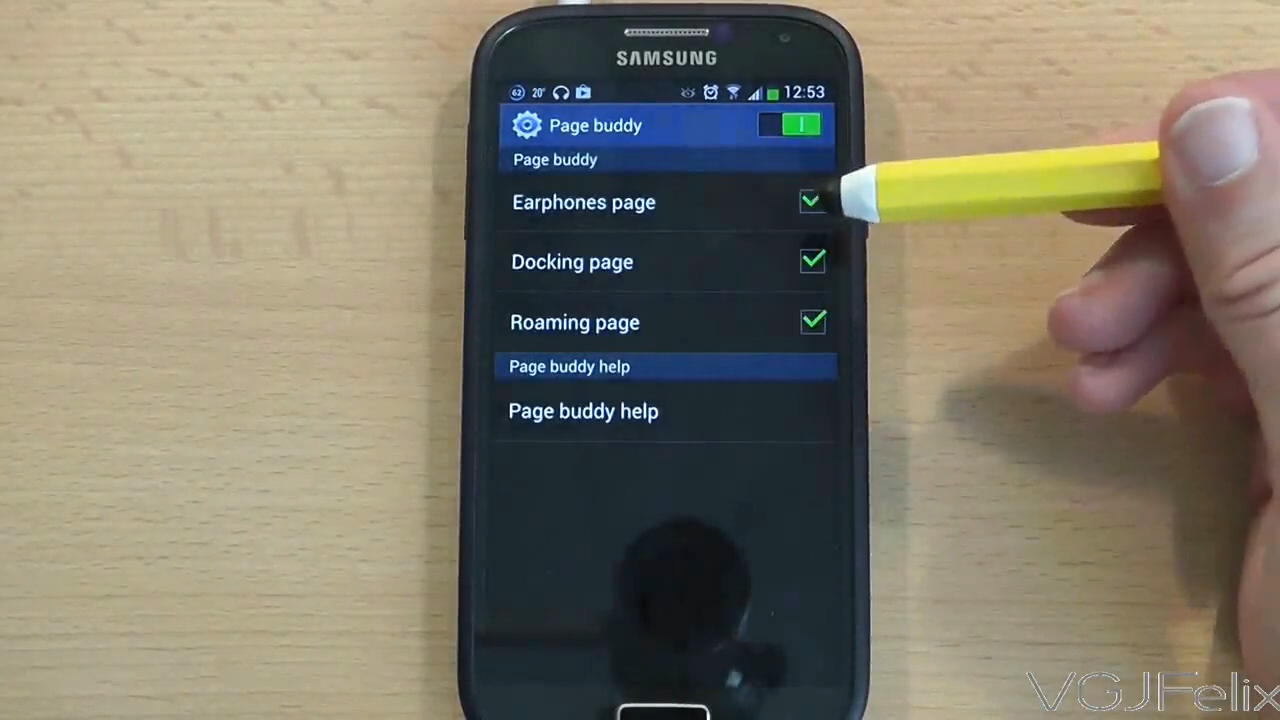 SAMSUNG
62 20° 12:53
Page buddy
Page buddy
Earphones page
Docking page
Roaming page
Page buddy help
Page buddy help
VGJFelix